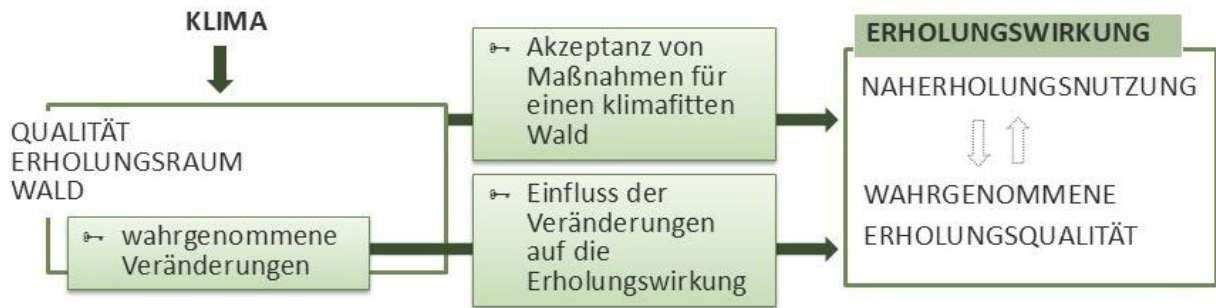 KLIMA
QUALITÄT
ERHOLUNGSRAUM
WALD
wahrgenommene
Veränderungen
Akzeptanz von
Maßnahmen für
einen klimafitten
Wald
Einfluss der
Veränderungen
auf die
Erholungswirkung
ERHOLUNGSWIRKUNG
NAHERHOLUNGSNUTZUNG
WAHRGENOMMENE
ERHOLUNGSQUALITÄT